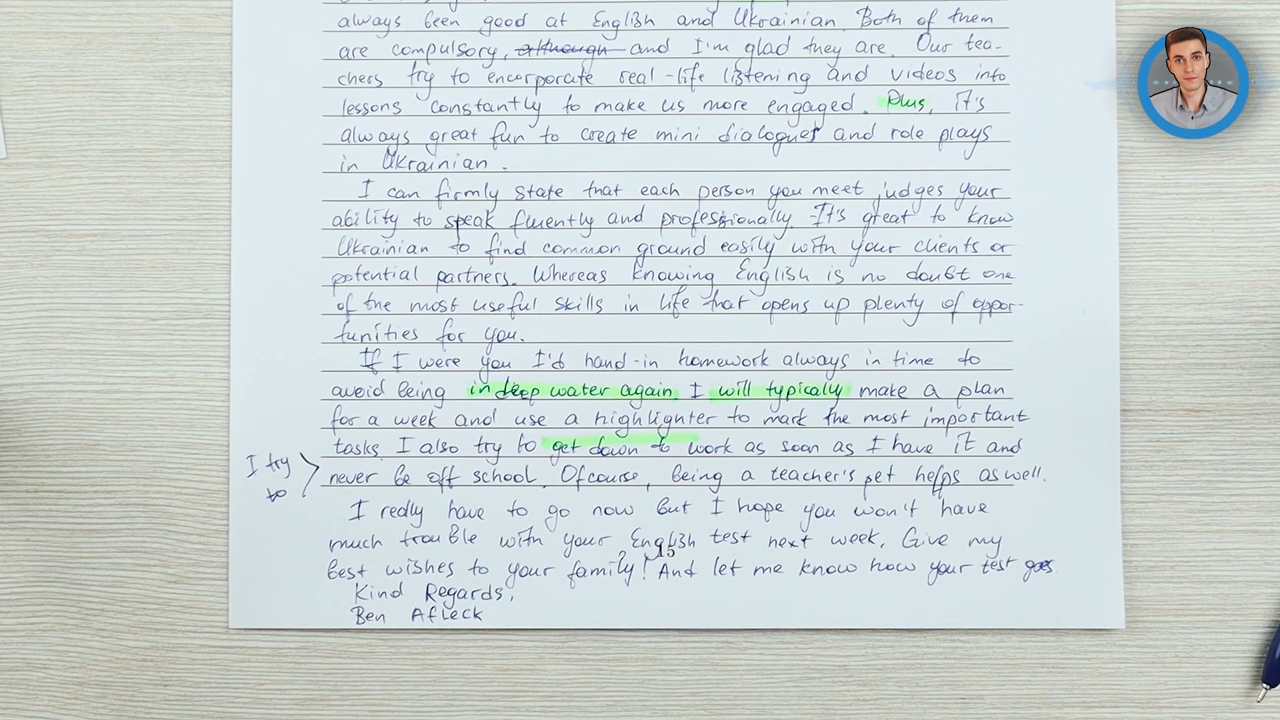 always been good at English and Ukrainian. Both of them
are compulsory, although and I'm glad they are. Our tea-
chers try to encorporate real-life listening and videos into
lessons constantly to make us more engaged. Plus, it's
always great fun to create mini dialogues and role plays
in Ukrainian.
I can firmly state that each person you meet judges your
ability to speak fluently and professionally. It's great to know
Ukrainian to find common ground easily with your clients or
potential partners. Whereas knowing English is no doubt one
of the most useful skills in life that opens up plenty of oppor-
tunities for you.
If I were you I'd hand-in homework always in time to
avoid being in deep water again. I will typicaly make a plan
for a week and use a highlighter to mark the most important
tasks. I also try to get down to work as soon as I have it and
I try
to
never be off school. Of course, being a teacher's pet helps as well.
I really have to go now but I hope you won't have
much trouble with your English test next week. Give my
15
best wishes to your family! And let me know how your test goes.
Kind Regards,
Ben Afleck